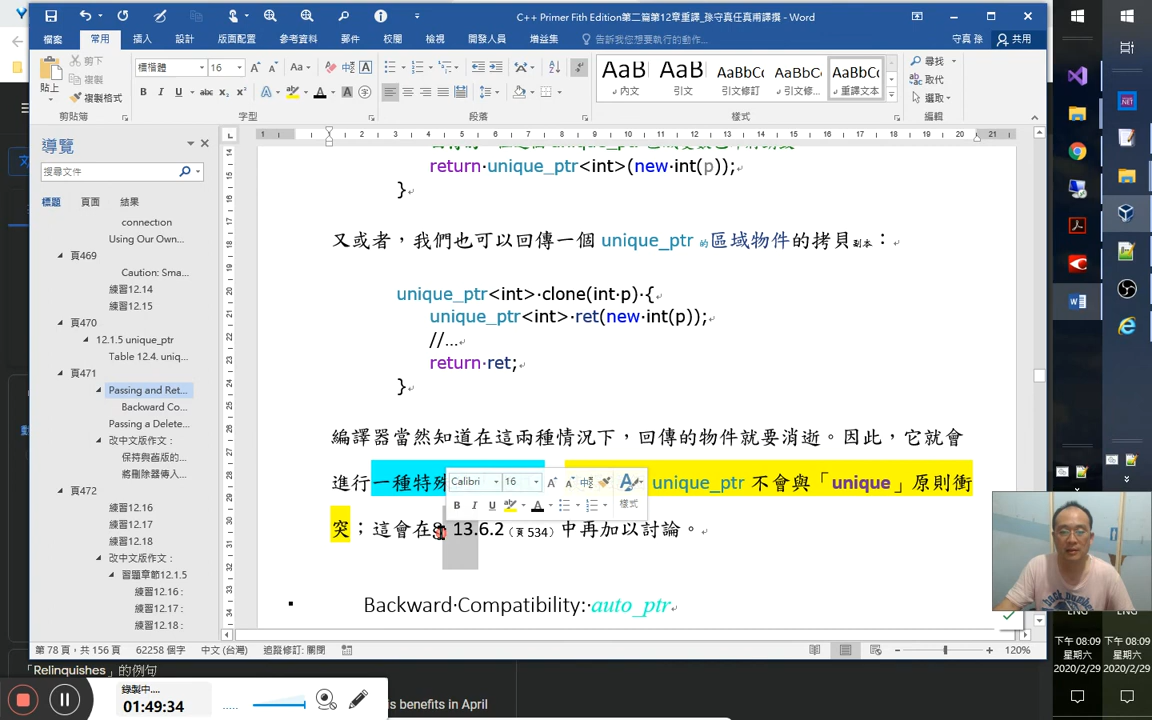 C++ Primer Fith Edition第二篇第12章重譯_孫守真任真甫譯撰 - Word
檔案 常用 插入 設計 版面配置 參考資料 郵件 校閱 檢視 開發人員 增益集 告訴我您想要執行的動作... 守真 孫 共用
貼上 剪下 複製 複製格式 剪貼簿
標楷體 16 字型
段落
AaBb 內文 AaBb 引文 AaBbCc 引文修訂 AaBbCc 引文修... AaBbCc 重譯文本 樣式
尋找 取代 選取 編輯
導覽
搜尋文件
標題 頁面 結果
connection
Using Our Own...
頁469
Caution: Sma...
練習12.14
練習12.15
頁470
12.1.5 unique_ptr
Table 12.4. uniq...
頁471
Passing and Ret...
Backward Co...
Passing a Delete...
改中文版作文：
保持與舊版的...
將刪除器傳入...
頁472
練習12.16
練習12.17
練習12.18
改中文版作文：
習題章節12.1.5
練習12.16 :
練習12.17 :
練習12.18 :
return unique_ptr<int>(new int(p));
}
又或者，我們也可以回傳一個 unique_ptr 的區域物件的拷貝副本：
unique_ptr<int> clone(int p) {
unique_ptr<int> ret(new int(p));
//...
return ret;
}
編譯器當然知道在這兩種情況下，回傳的物件就要消逝。因此，它就會
進行一種特殊 unique_ptr 不會與「unique」原則衝
突；這會在 13.6.2（頁 534）中再加以討論。
Calibri 16
樣式
Backward Compatibility: auto_ptr
第 78 頁，共 156 頁 62258 個字 中文 (台灣) 追蹤修訂: 關閉 120%
「Relinquishes」的例句
錄製中....
01:49:34
is benefits in April
ENG ENG
下午 08:09 下午 08:09
星期六 星期六
2020/2/29 2020/2/29